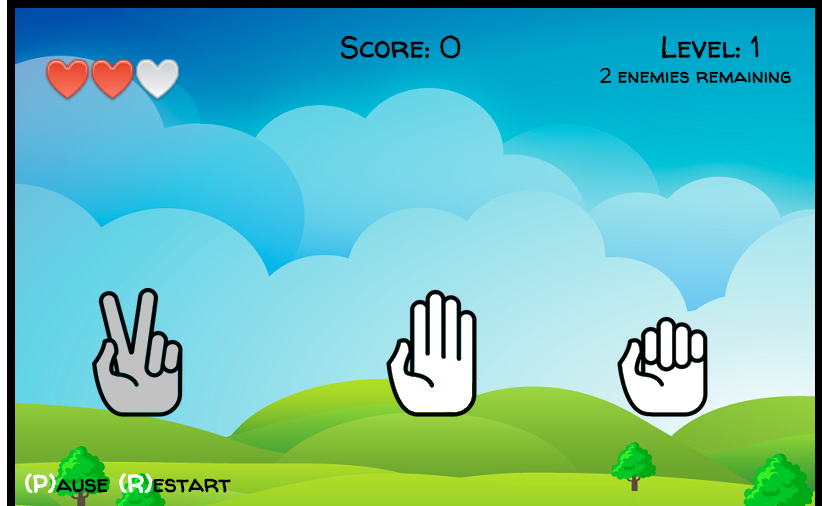 Score: 0
Level: 1
2 enemies remaining
(P)ause (R)estart